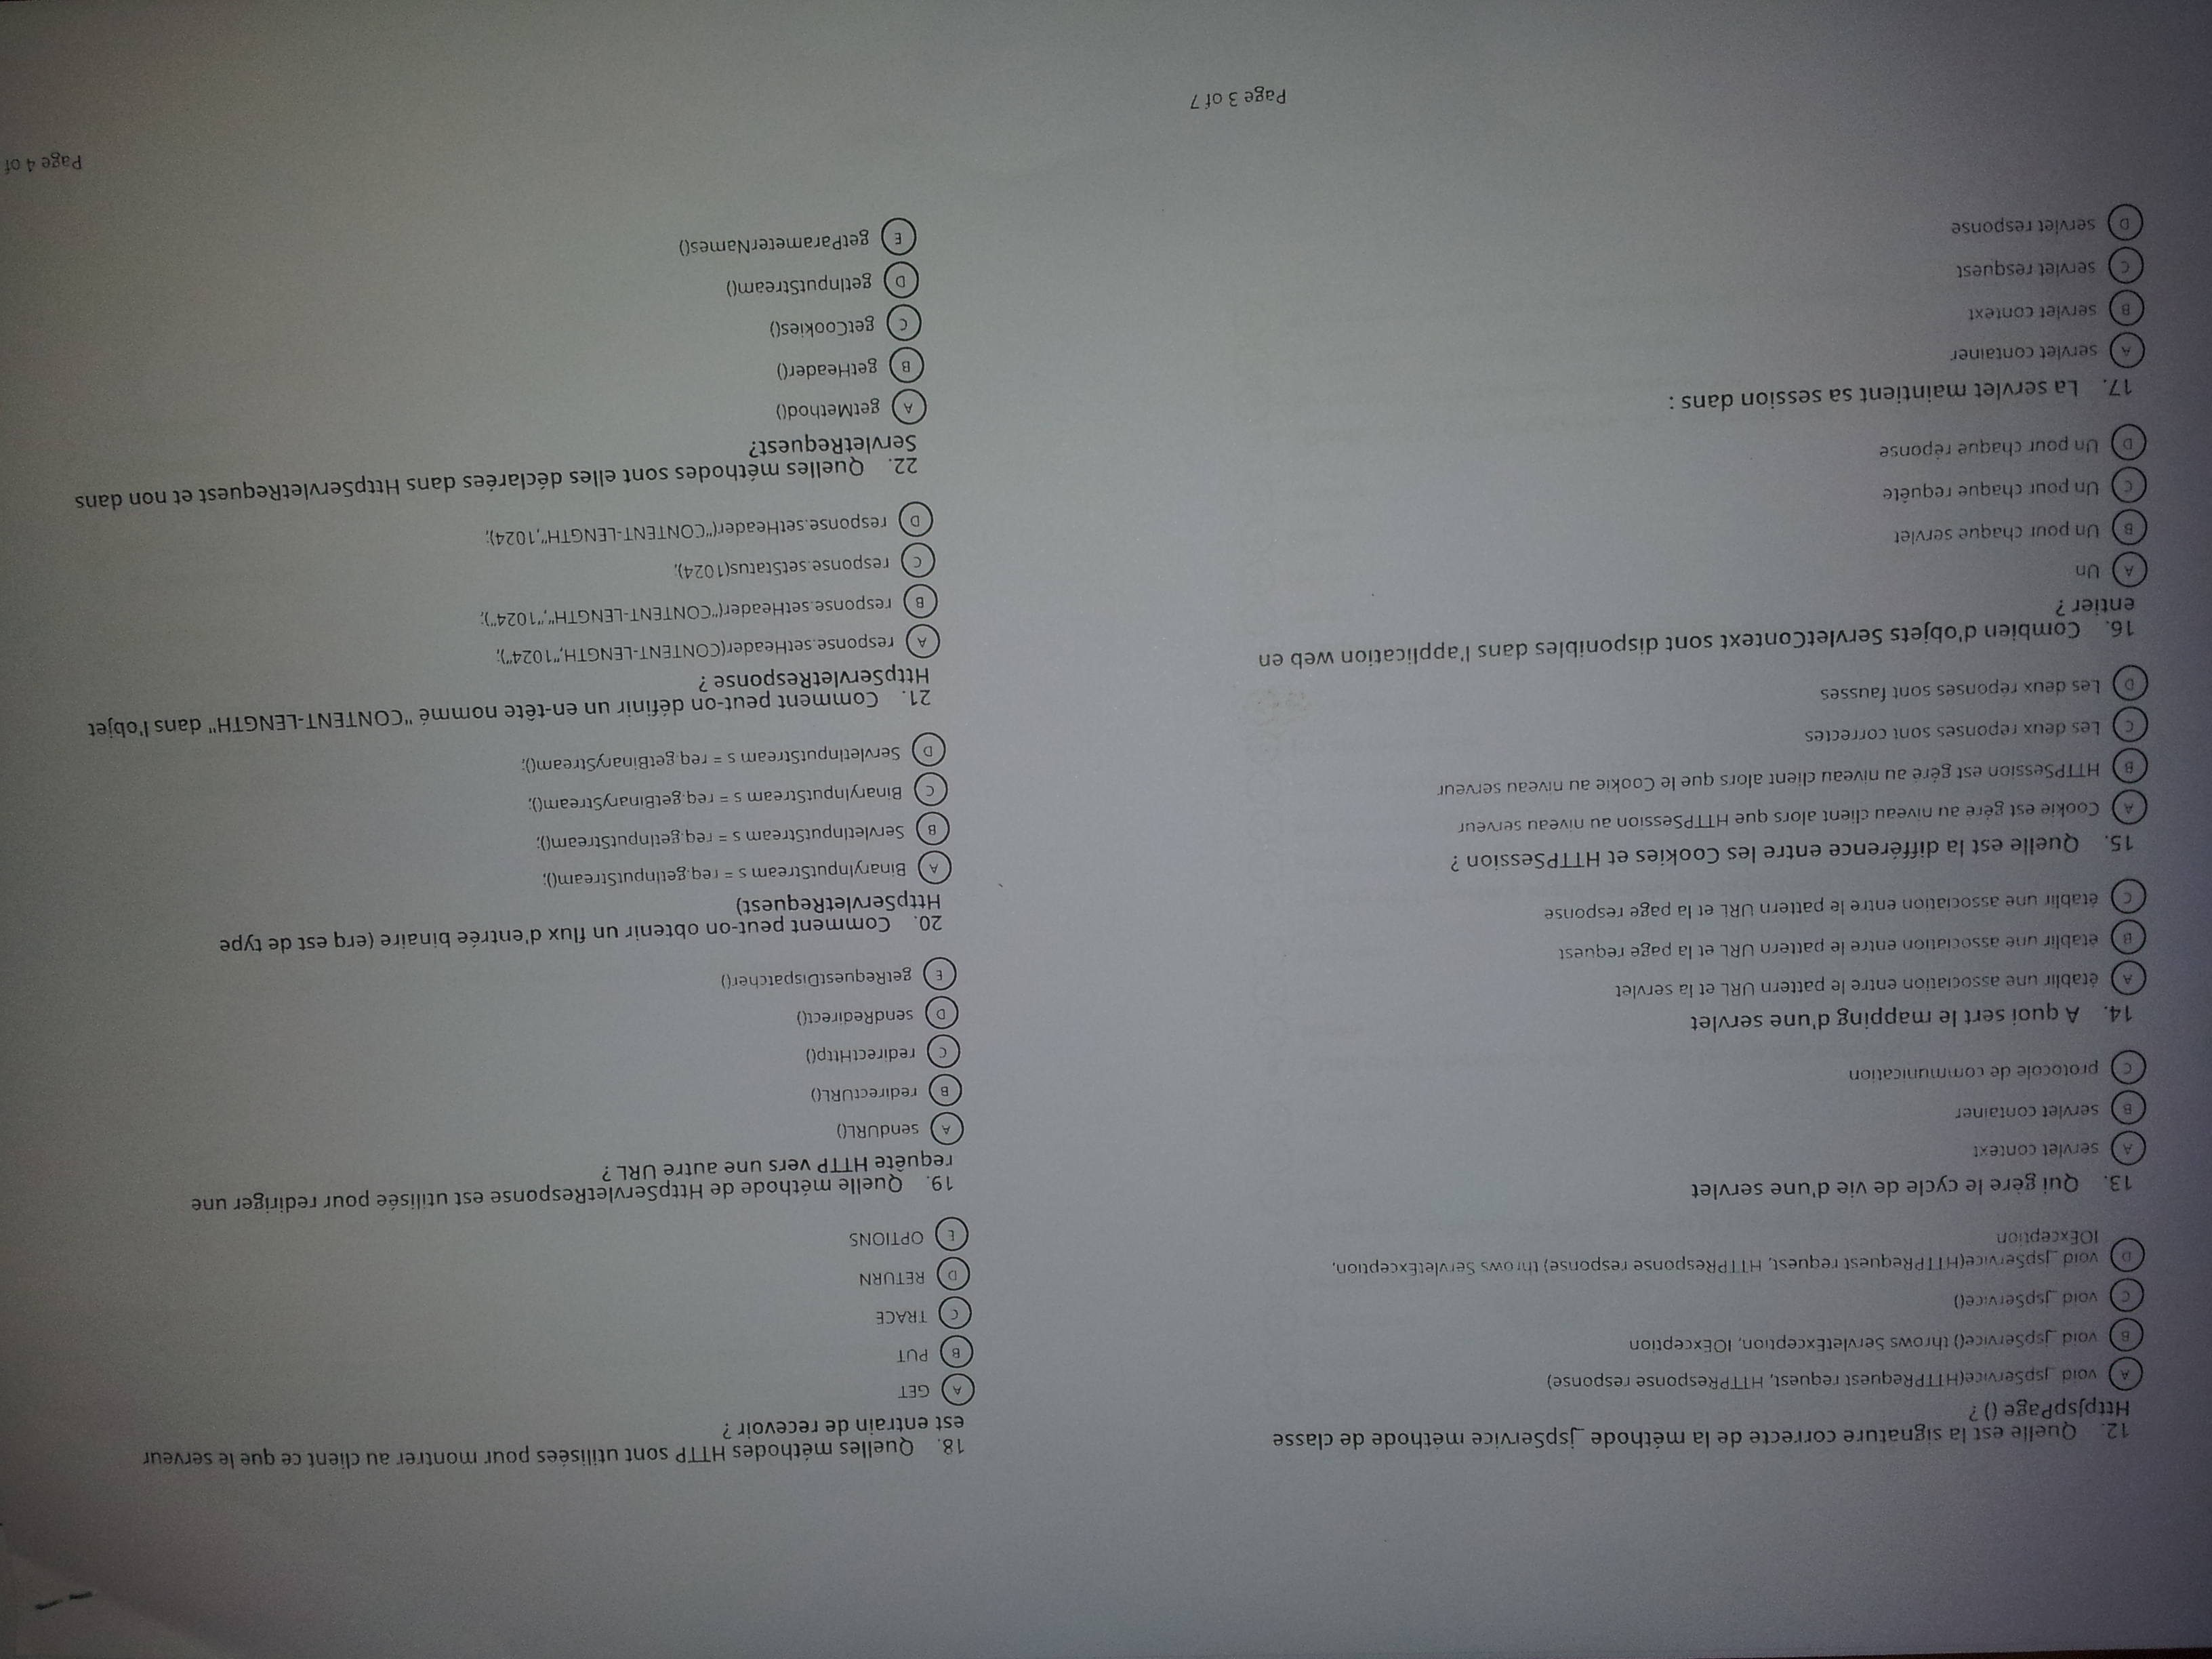 12. Quelle est la signature correcte de la méthode _jspService méthode de classe
HttpJspPage () ?
A void _jspService(HTTPRequest request, HTTPResponse response)
B void _jspService() throws ServletException, IOException
C void _jspService()
D void _jspService(HTTPRequest request, HTTPResponse response) throws ServletException,
IOException
13. Qui gère le cycle de vie d'une servlet
A servlet context
B servlet container
C protocole de communication
14. A quoi sert le mapping d'une servlet
A établir une association entre le pattern URL et la servlet
B établir une association entre le pattern URL et la page request
C établir une association entre le pattern URL et la page response
15. Quelle est la différence entre les Cookies et HTTPSession ?
A Cookie est géré au niveau client alors que HTTPSession au niveau serveur
B HTTPSession est géré au niveau client alors que le Cookie au niveau serveur
C Les deux réponses sont correctes
D Les deux réponses sont fausses
16. Combien d'objets ServletContext sont disponibles dans l'application web en
entier ?
A Un
B Un pour chaque servlet
C Un pour chaque requête
D Un pour chaque réponse
17. La servlet maintient sa session dans :
A servlet container
B servlet context
C servlet resquest
D servlet response
Page 3 of 7
18. Quelles méthodes HTTP sont utilisées pour montrer au client ce que le serveur
est entrain de recevoir ?
A GET
B PUT
C TRACE
D RETURN
E OPTIONS
19. Quelle méthode de HttpServletResponse est utilisée pour rediriger une
requête HTTP vers une autre URL ?
A sendURL()
B redirectURL()
C redirectHttp()
D sendRedirect()
E getRequestDispatcher()
20. Comment peut-on obtenir un flux d'entrée binaire (erq est de type
HttpServletRequest)
A BinaryInputStream s = req.getInputStream();
B ServletInputStream s = req.getInputStream();
C BinaryInputStream s = req.getBinaryStream();
D ServletInputStream s = req.getBinaryStream();
21. Comment peut-on définir un en-tête nommé "CONTENT-LENGTH" dans l'objet
HttpServletResponse ?
A response.setHeader(CONTENT-LENGTH,"1024");
B response.setHeader("CONTENT-LENGTH","1024");
C response.setStatus(1024);
D response.setHeader("CONTENT-LENGTH",1024);
22. Quelles méthodes sont elles déclarées dans HttpServletRequest et non dans
ServletRequest?
A getMethod()
B getHeader()
C getCookies()
D getInputStream()
E getParameterNames()
Page 4 of